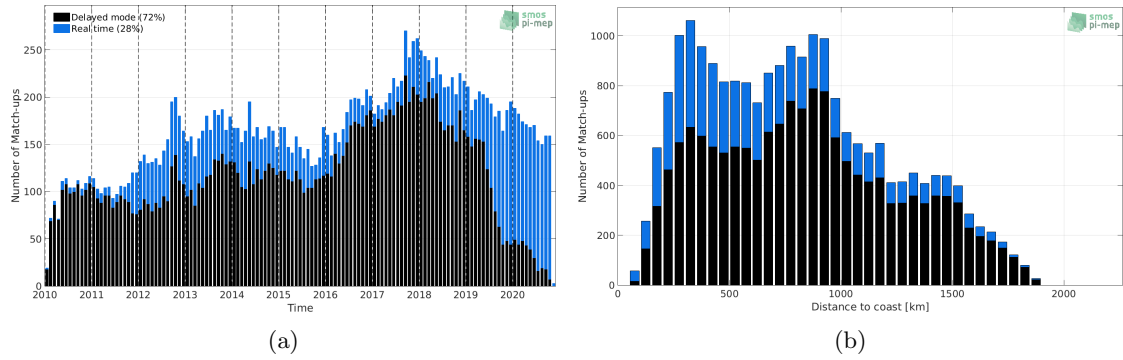 Delayed mode (72%)
Real time (28%)
smos
pi-mep
250
200
150
100
50
0
Number of Match-ups
2010 2011 2012 2013 2014 2015 2016 2017 2018 2019 2020
Time
(a)
smos
pi-mep
1000
800
600
400
200
0
Number of Match-ups
0 500 1000 1500 2000
Distance to coast [km]
(b)